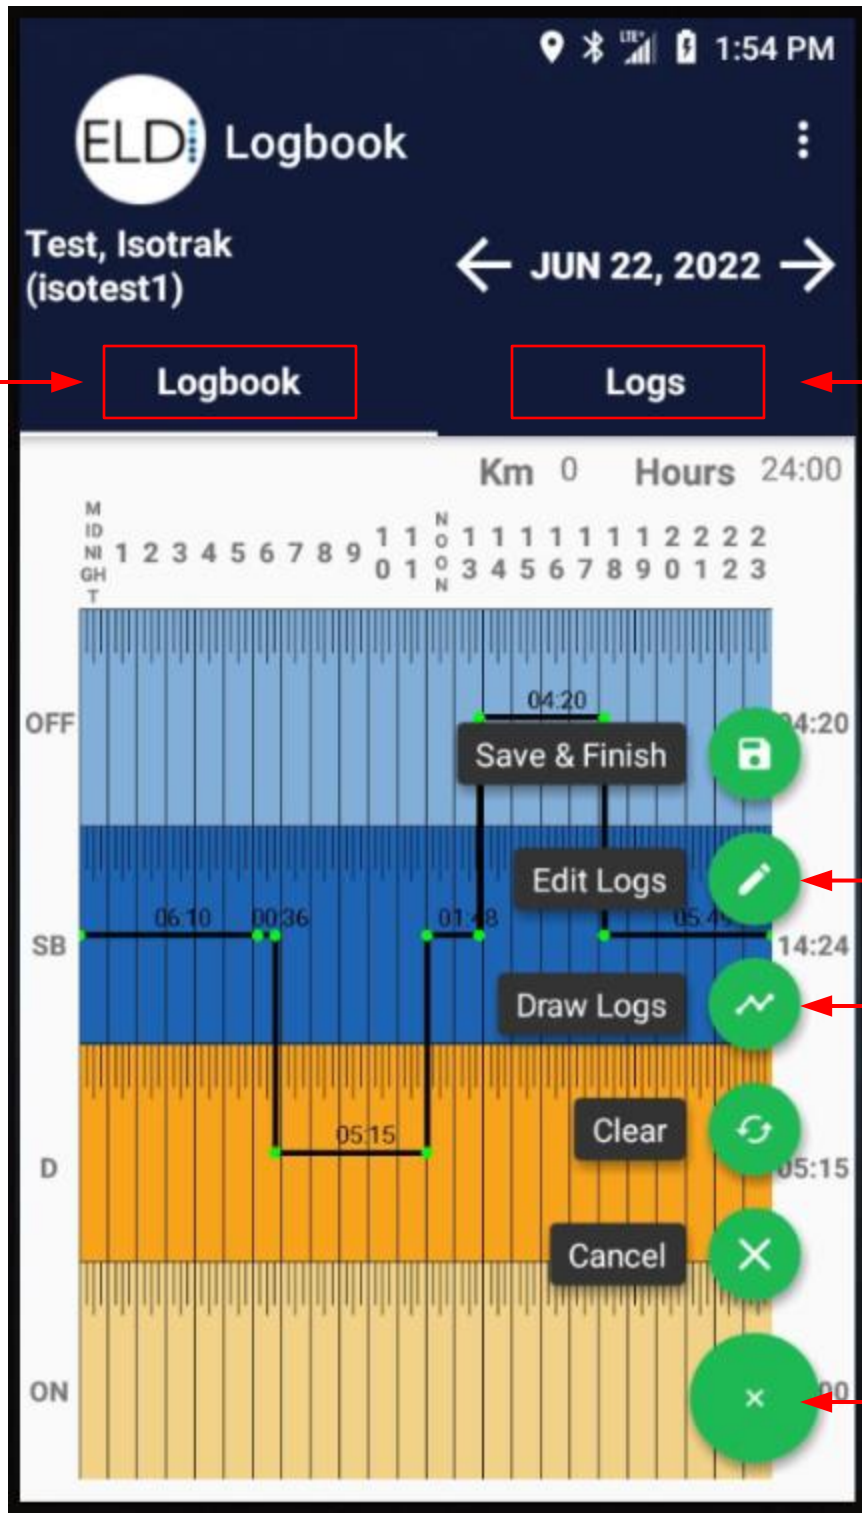 LTE+ 1:54 PM
ELD Logbook
Test, Isotrak
(isotest1)
JUN 22, 2022
Logbook Logs
Km 0 Hours 24:00
MIDNIGHT 1 2 3 4 5 6 7 8 9 10 11 NOON 13 14 15 16 17 18 19 20 21 22 23
04:20
OFF 04:20
Save & Finish
Edit Logs
06:10 00:36 01:48
SB 14:24
Draw Logs
05:15
Clear
D 05:15
Cancel
ON